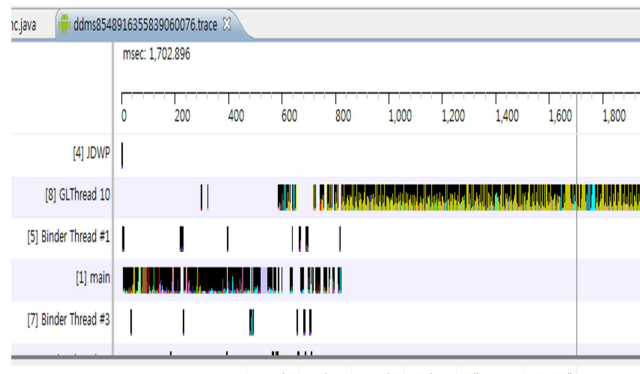 nc.java ddms8548916355839060076.trace
msec: 1,702.896
0 200 400 600 800 1,000 1,200 1,400 1,600 1,800
[4] JDWP
[8] GLThread 10
[5] Binder Thread #1
[1] main
[7] Binder Thread #3